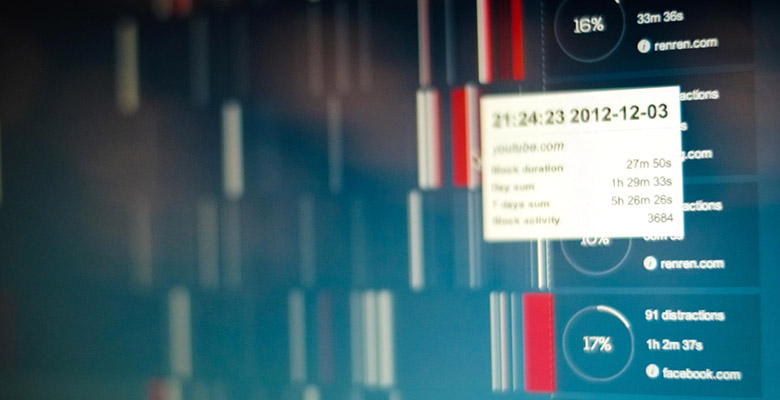 16%
33m 36s
renren.com
21:24:23 2012-12-03
youtube.com
Block duration 27m 50s
Day sum 1h 29m 33s
7 days sum 5h 26m 26s
Block activity 3684
renren.com
17%
91 distractions
1h 2m 37s
facebook.com